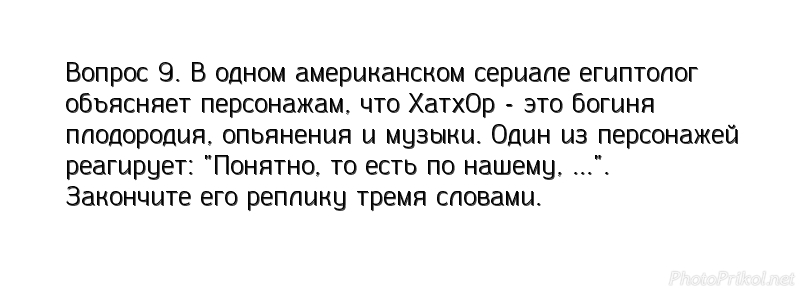 Вопрос 9. В одном американском сериале египтолог
объясняет персонажам, что ХатхОр - это богиня
плодородия, опьянения и музыки. Один из персонажей
реагирует: "Понятно, то есть по нашему, ...".
Закончите его реплику тремя словами.
PhotoPrikol.net